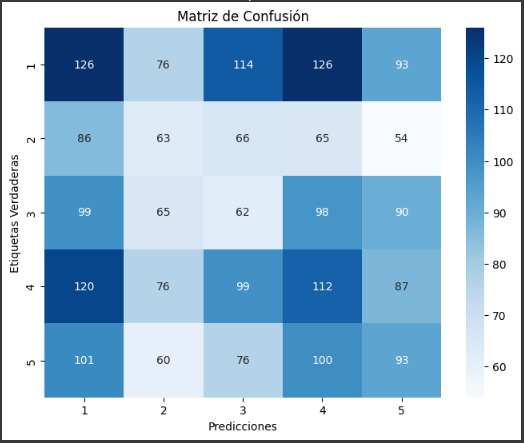 Matriz de Confusión
Etiquetas Verdaderas
1 126 76 114 126 93
2 86 63 66 65 54
3 99 65 62 98 90
4 120 76 99 112 87
5 101 60 76 100 93
1 2 3 4 5
Predicciones
120
110
100
90
80
70
60